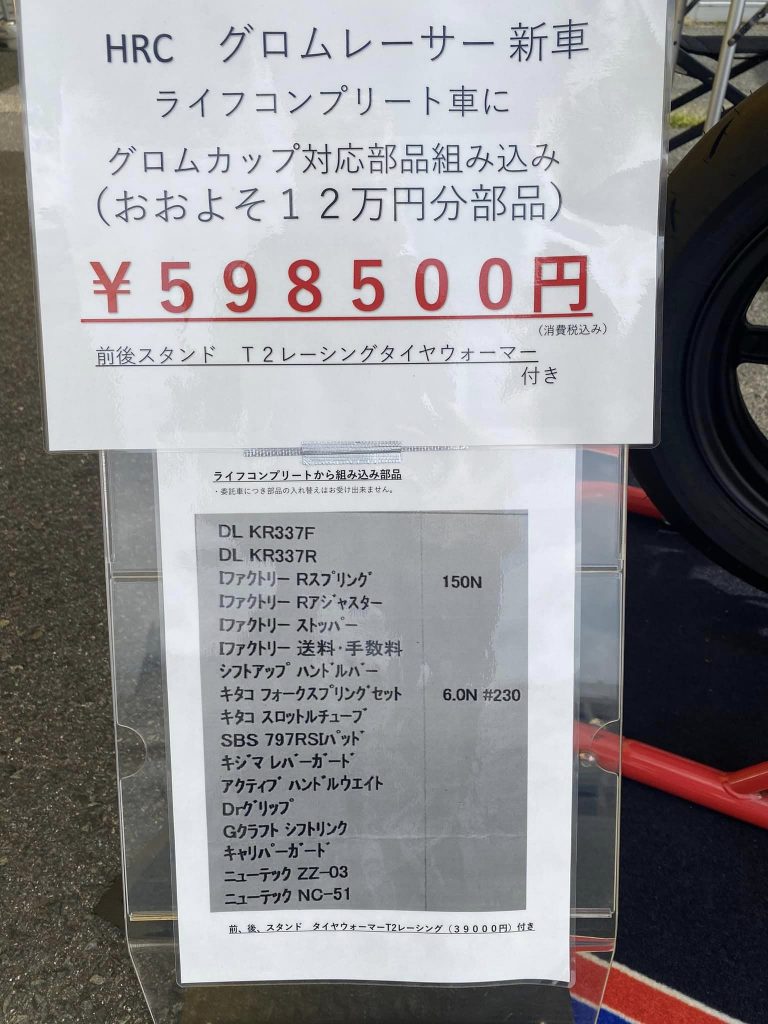 HRC　グロムレーサー 新車
ライフコンプリート車に
グロムカップ対応部品組み込み
（おおよそ１２万円分部品）
￥５９８５００円
（消費税込み）
前後スタンド　Ｔ２レーシングタイヤウォーマー
付き
ライフコンプリートから組み込み部品
・委託車につき部品の入れ替えはお受け出来ません。
DL KR337F
DL KR337R
Iﾌｧｸﾄﾘｰ Rｽﾌﾟﾘﾝｸﾞ 150N
Iﾌｧｸﾄﾘｰ Rｱｼﾞｬｽﾀｰ
Iﾌｧｸﾄﾘｰ ｽﾄｯﾊﾟｰ
Iﾌｧｸﾄﾘｰ 送料･手数料
ｼﾌﾄｱｯﾌﾟ ﾊﾝﾄﾞﾙﾊﾞｰ
ｷﾀｺ ﾌｫｰｸｽﾌﾟﾘﾝｸﾞｾｯﾄ 6.0N #230
ｷﾀｺ ｽﾛｯﾄﾙﾁｭｰﾌﾞ
SBS 797RSIﾊﾟｯﾄﾞ
ｷｼﾞﾏ ﾚﾊﾞｰｶﾞｰﾄﾞ
ｱｸﾃｨﾌﾞ ﾊﾝﾄﾞﾙｳｴｲﾄ
Drｸﾞﾘｯﾌﾟ
Gｸﾗﾌﾄ ｼﾌﾄﾘﾝｸ
ｷｬﾘﾊﾟｰｶﾞｰﾄﾞ
ﾆｭｰﾃｯｸ ZZ-03
ﾆｭｰﾃｯｸ NC-51
前、後、スタンド　タイヤウォーマーT2レーシング（３９０００円）付き